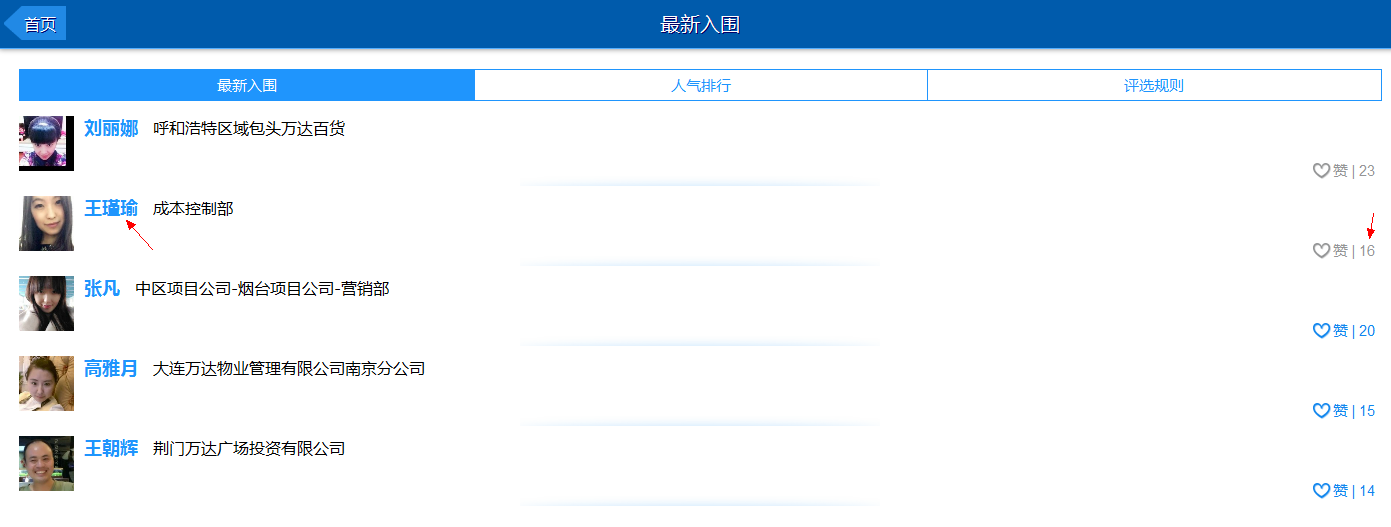 首页
最新入围
最新入围 人气排行 评选规则
刘丽娜 呼和浩特区域包头万达百货
赞 | 23
王瑾瑜 成本控制部
赞 | 16
张凡 中区项目公司-烟台项目公司-营销部
赞 | 20
高雅月 大连万达物业管理有限公司南京分公司
赞 | 15
王朝辉 荆门万达广场投资有限公司
赞 | 14